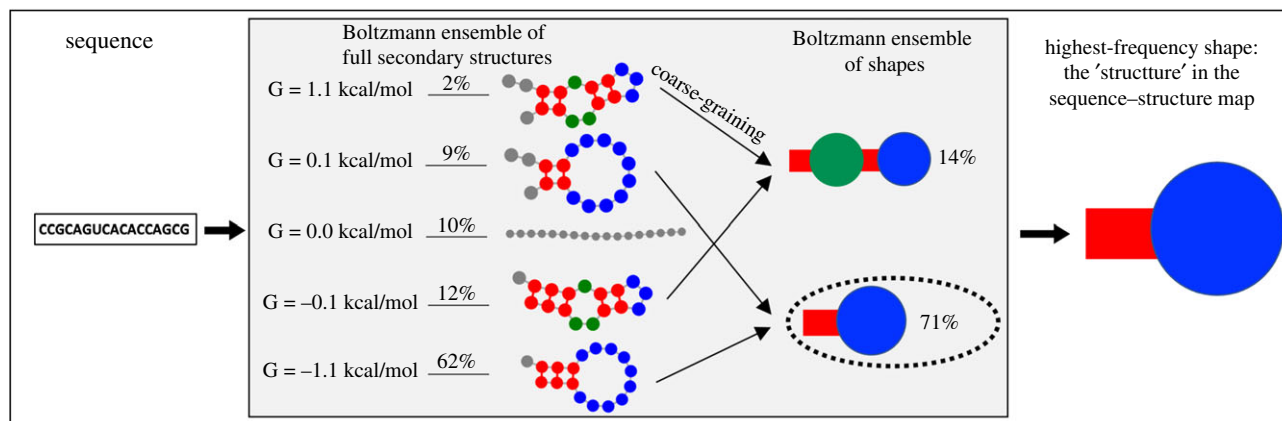 sequence
CCGCAGUCACACCAGCG
Boltzmann ensemble of
full secondary structures
G = 1.1 kcal/mol 2%
G = 0.1 kcal/mol 9%
G = 0.0 kcal/mol 10%
G = –0.1 kcal/mol 12%
G = –1.1 kcal/mol 62%
coarse-graining
Boltzmann ensemble
of shapes
14%
71%
highest-frequency shape:
the 'structture' in the
sequence–structure map